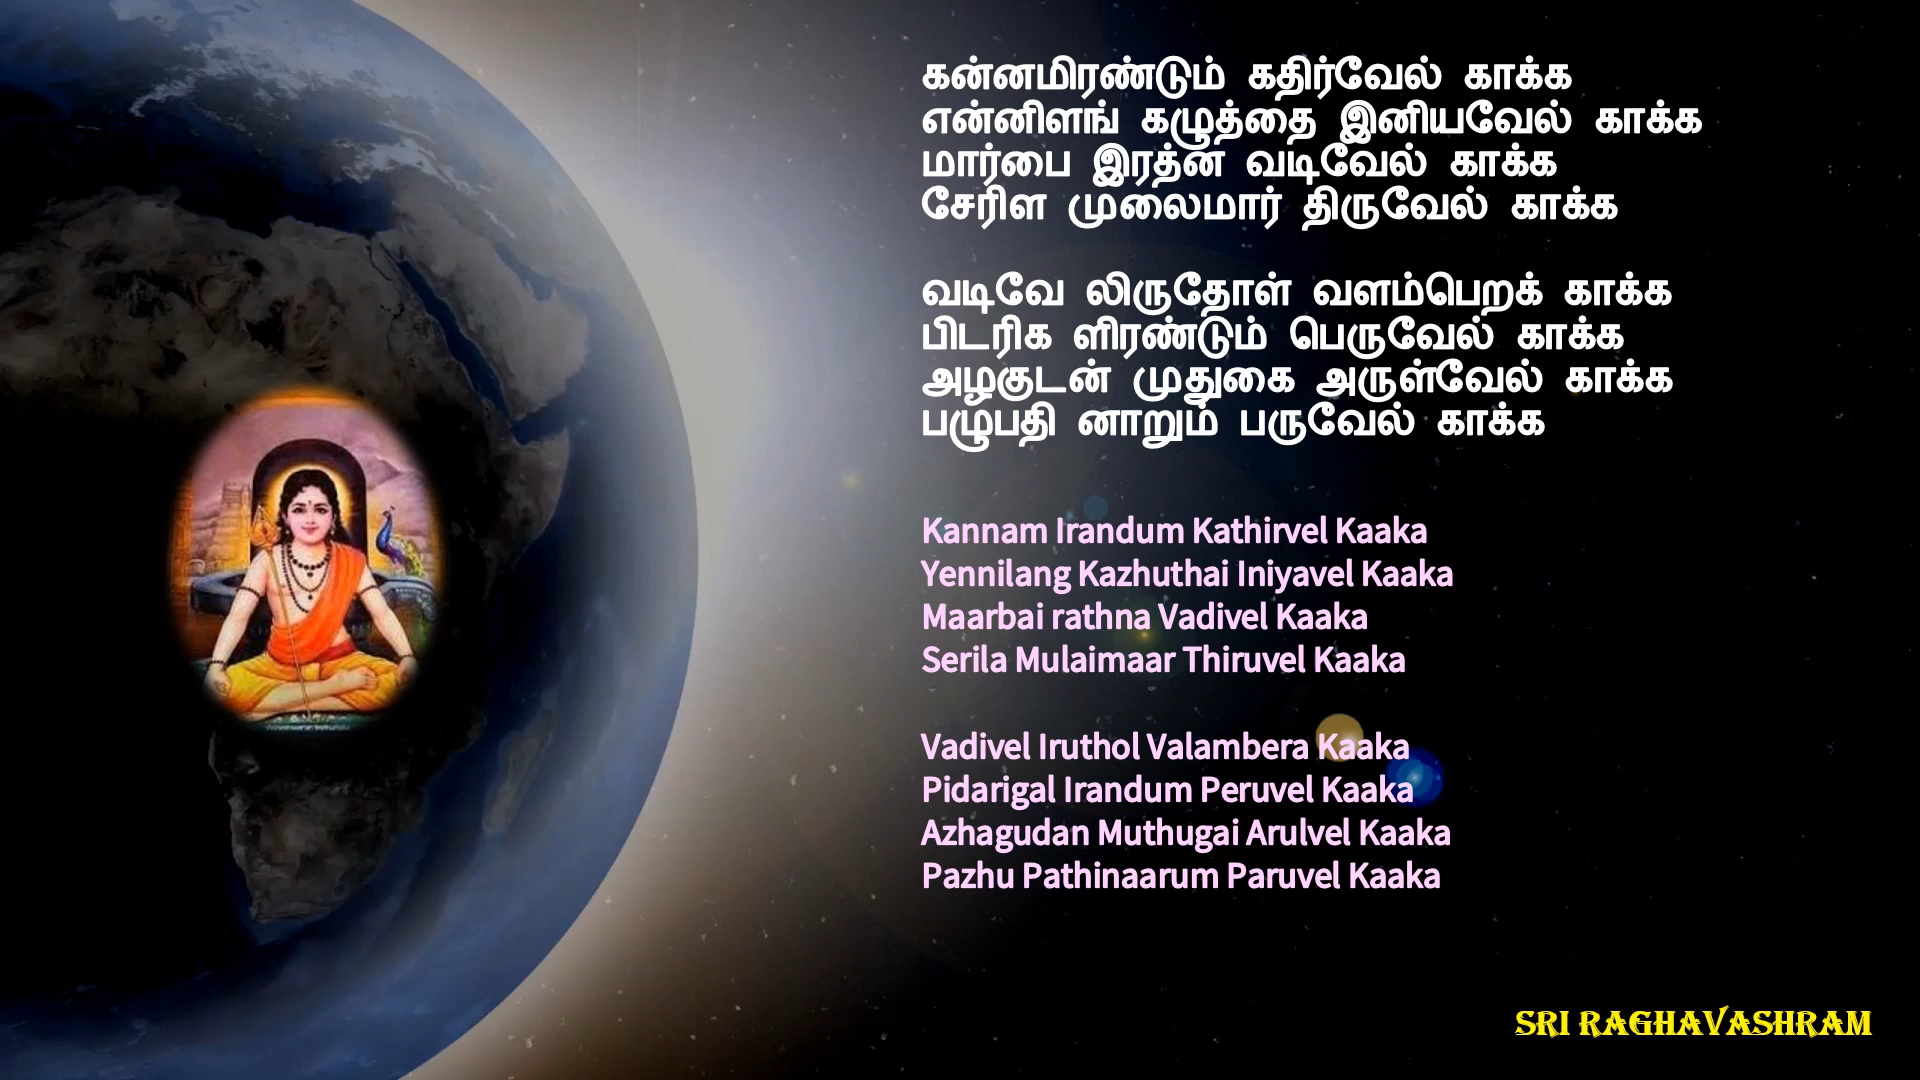 கன்னமிரண்டும் கதிர்வேல் காக்க
என்னிளங் கழுத்தை இனியவேல் காக்க
மார்பை இரத்ன வடிவேல் காக்க
சேரிள முலைமார் திருவேல் காக்க
வடிவே லிருதோள் வளம்பெறக் காக்க
பிடரிக ளிரண்டும் பெருவேல் காக்க
அழகுடன் முதுகை அருள்வேல் காக்க
பழுபதி னாறும் பருவேல் காக்க
Kannam Irandum Kathirvel Kaaka
Yennilang Kazhuthai Iniyavel Kaaka
Maarbai rathna Vadivel Kaaka
Serila Mulaimaar Thiruvel Kaaka
Vadivel Iruthol Valambera Kaaka
Pidarigal Irandum Peruvel Kaaka
Azhagudan Muthugai Arulvel Kaaka
Pazhu Pathinaarum Paruvel Kaaka
SRI RAGHAVASHRAM